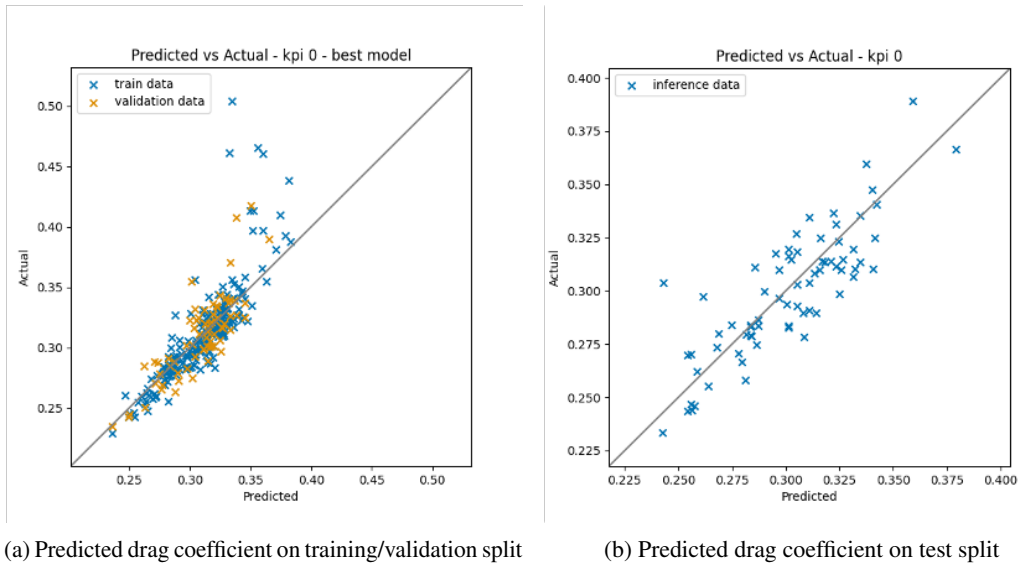 Predicted vs Actual - kpi 0 - best model
train data
validation data
0.50
0.45
0.40
0.35
0.30
0.25
Actual
0.25 0.30 0.35 0.40 0.45 0.50
Predicted
(a) Predicted drag coefficient on training/validation split
Predicted vs Actual - kpi 0
inference data
0.400
0.375
0.350
0.325
0.300
0.275
0.250
0.225
Actual
0.225 0.250 0.275 0.300 0.325 0.350 0.375 0.400
Predicted
(b) Predicted drag coefficient on test split